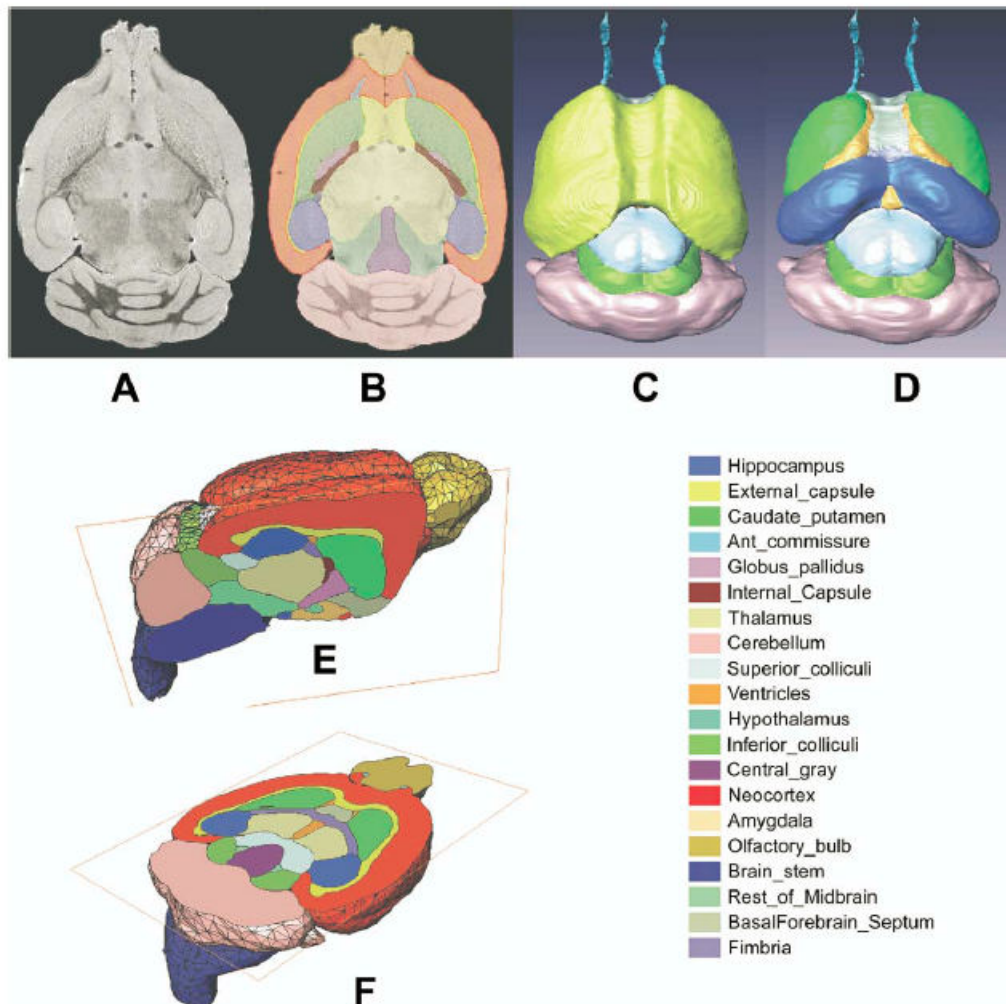 A B C D
E
F
Hippocampus
External_capsule
Caudate_putamen
Ant_commissure
Globus_pallidus
Internal_Capsule
Thalamus
Cerebellum
Superior_colliculi
Ventricles
Hypothalamus
Inferior_colliculi
Central_gray
Neocortex
Amygdala
Olfactory_bulb
Brain_stem
Rest_of_Midbrain
BasalForebrain_Septum
Fimbria